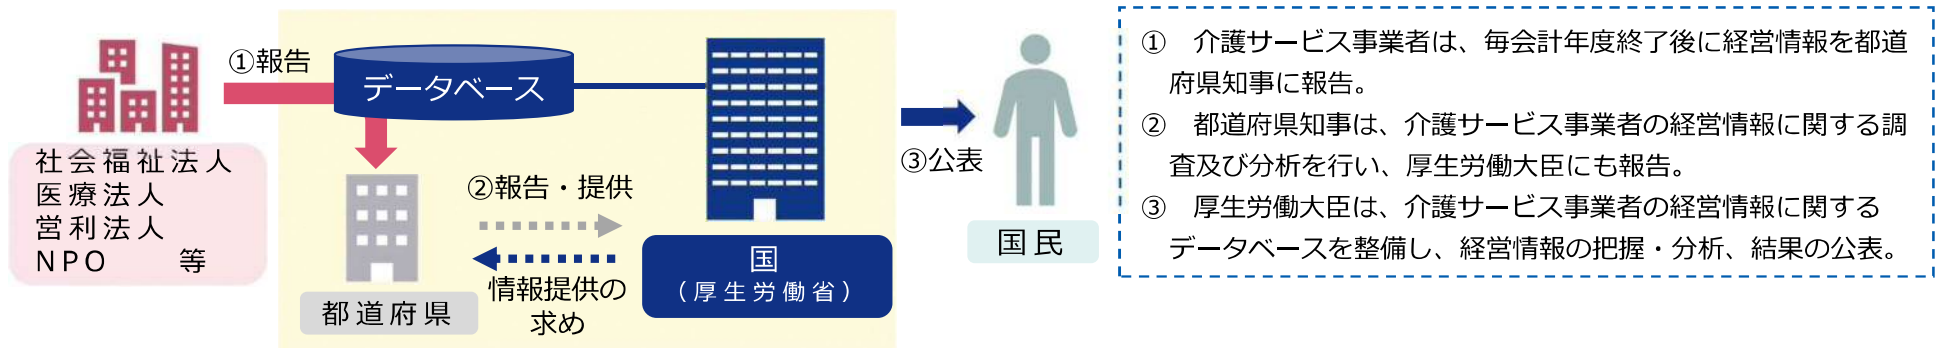 ①報告
データベース
社会福祉法人
医療法人
営利法人
NPO　　等
都道府県
②報告・提供
情報提供の
求め
国
（厚生労働省）
③公表
国民
①　介護サービス事業者は、毎会計年度終了後に経営情報を都道
府県知事に報告。
②　都道府県知事は、介護サービス事業者の経営情報に関する調
査及び分析を行い、厚生労働大臣にも報告。
③　厚生労働大臣は、介護サービス事業者の経営情報に関する
データベースを整備し、経営情報の把握・分析、結果の公表。